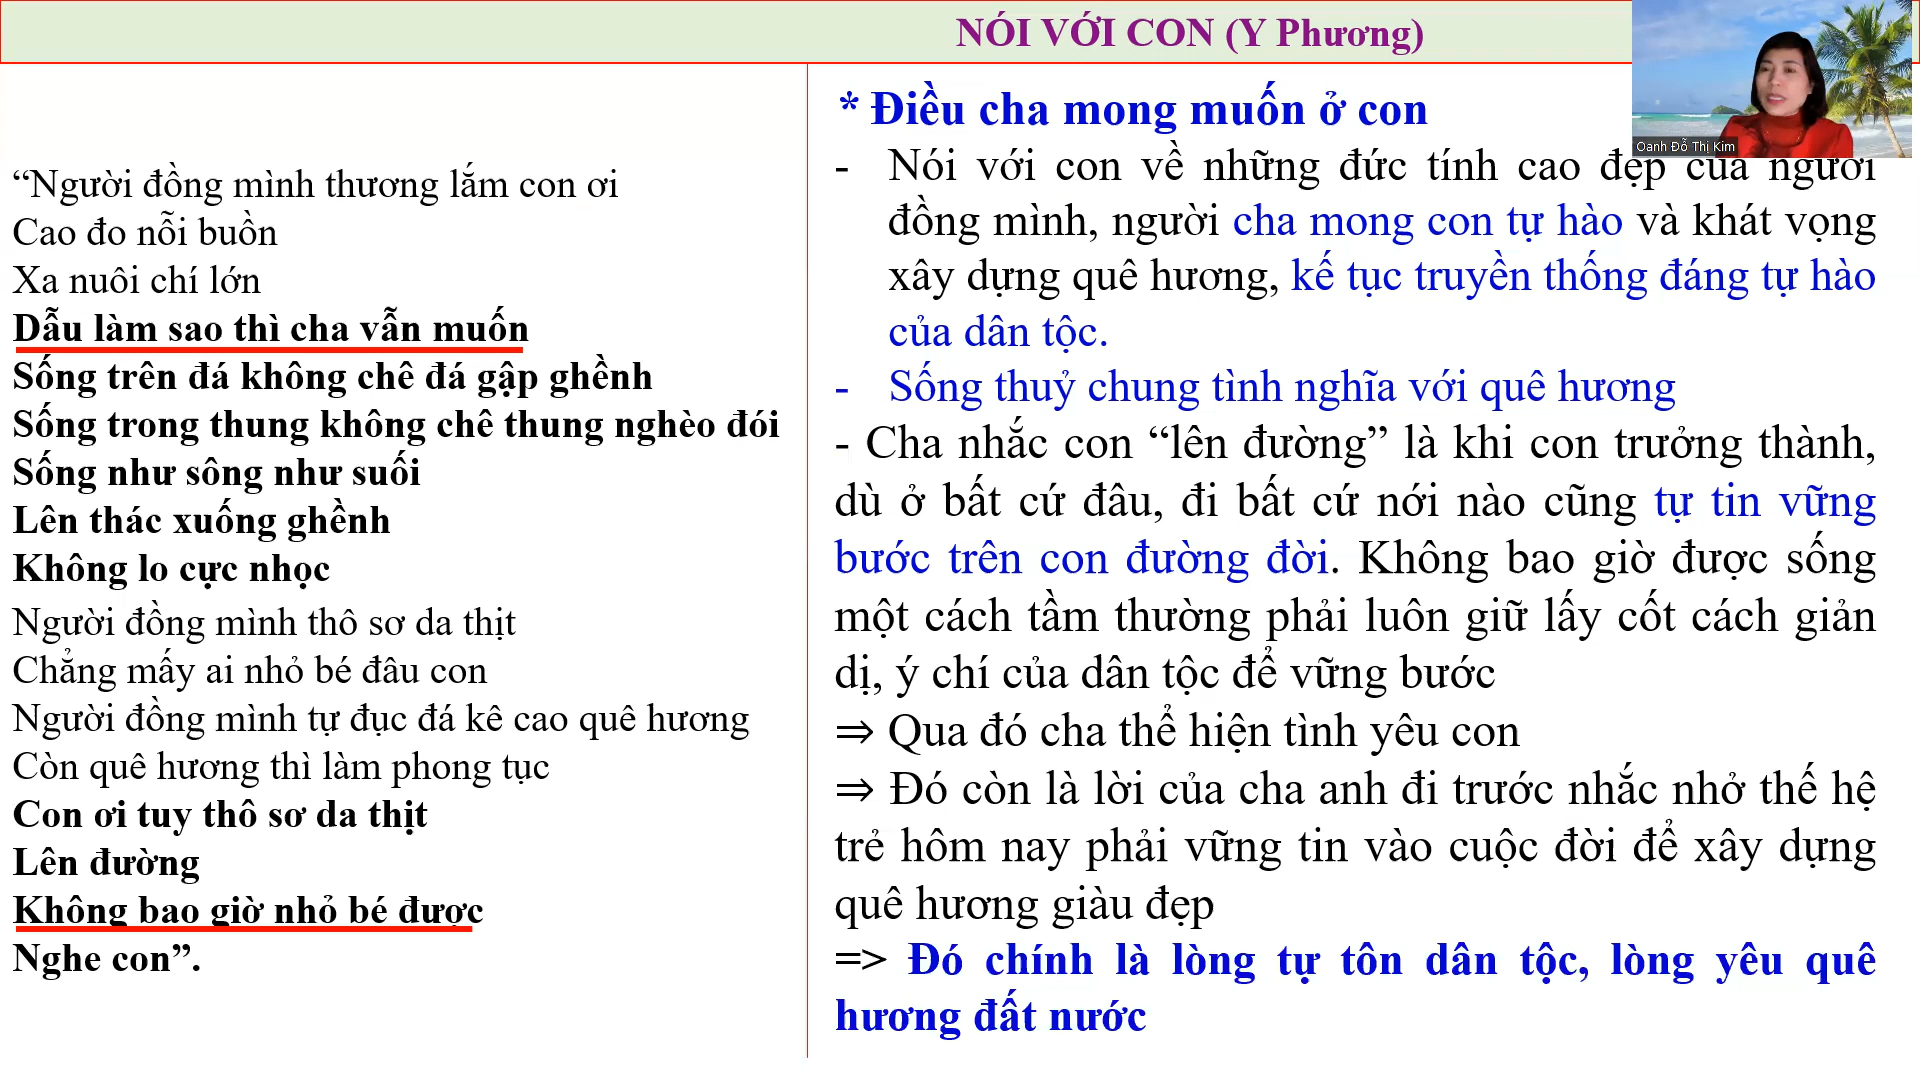 NÓI VỚI CON (Y Phương)
Oanh Đỗ Thị Kim
“Người đồng mình thương lắm con ơi
Cao đo nỗi buồn
Xa nuôi chí lớn
Dẫu làm sao thì cha vẫn muốn
Sống trên đá không chê đá gập ghềnh
Sống trong thung không chê thung nghèo đói
Sống như sông như suối
Lên thác xuống ghềnh
Không lo cực nhọc
Người đồng mình thô sơ da thịt
Chẳng mấy ai nhỏ bé đâu con
Người đồng mình tự đục đá kê cao quê hương
Còn quê hương thì làm phong tục
Con ơi tuy thô sơ da thịt
Lên đường
Không bao giờ nhỏ bé được
Nghe con”.
* Điều cha mong muốn ở con
- Nói với con về những đức tính cao đẹp của người
đồng mình, người cha mong con tự hào và khát vọng
xây dựng quê hương, kế tục truyền thống đáng tự hào
của dân tộc.
- Sống thuỷ chung tình nghĩa với quê hương
- Cha nhắc con “lên đường” là khi con trưởng thành,
dù ở bất cứ đâu, đi bất cứ nới nào cũng tự tin vững
bước trên con đường đời. Không bao giờ được sống
một cách tầm thường phải luôn giữ lấy cốt cách giản
dị, ý chí của dân tộc để vững bước
⇒ Qua đó cha thể hiện tình yêu con
⇒ Đó còn là lời của cha anh đi trước nhắc nhở thế hệ
trẻ hôm nay phải vững tin vào cuộc đời để xây dựng
quê hương giàu đẹp
=> Đó chính là lòng tự tôn dân tộc, lòng yêu quê
hương đất nước